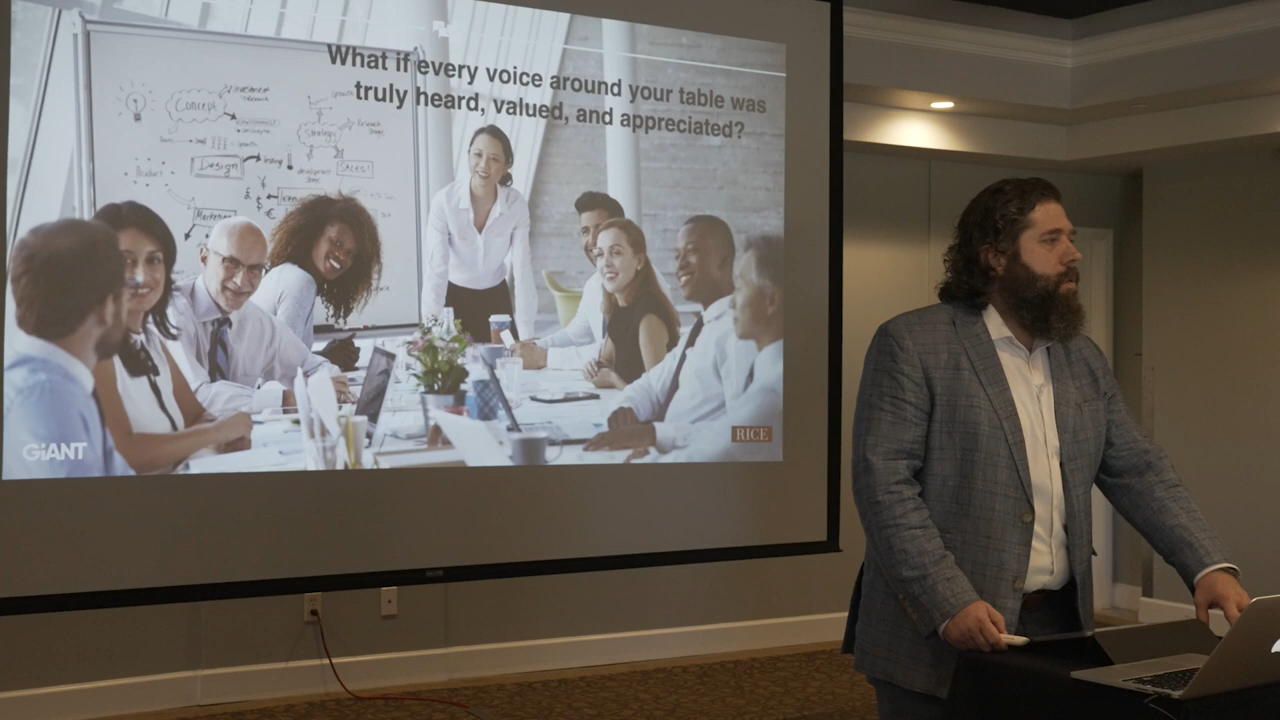 What if every voice around your table was
truly heard, valued, and appreciated?
Concept
Strategy
Design
SALES!
Product
Marketing
GiANT
RICE